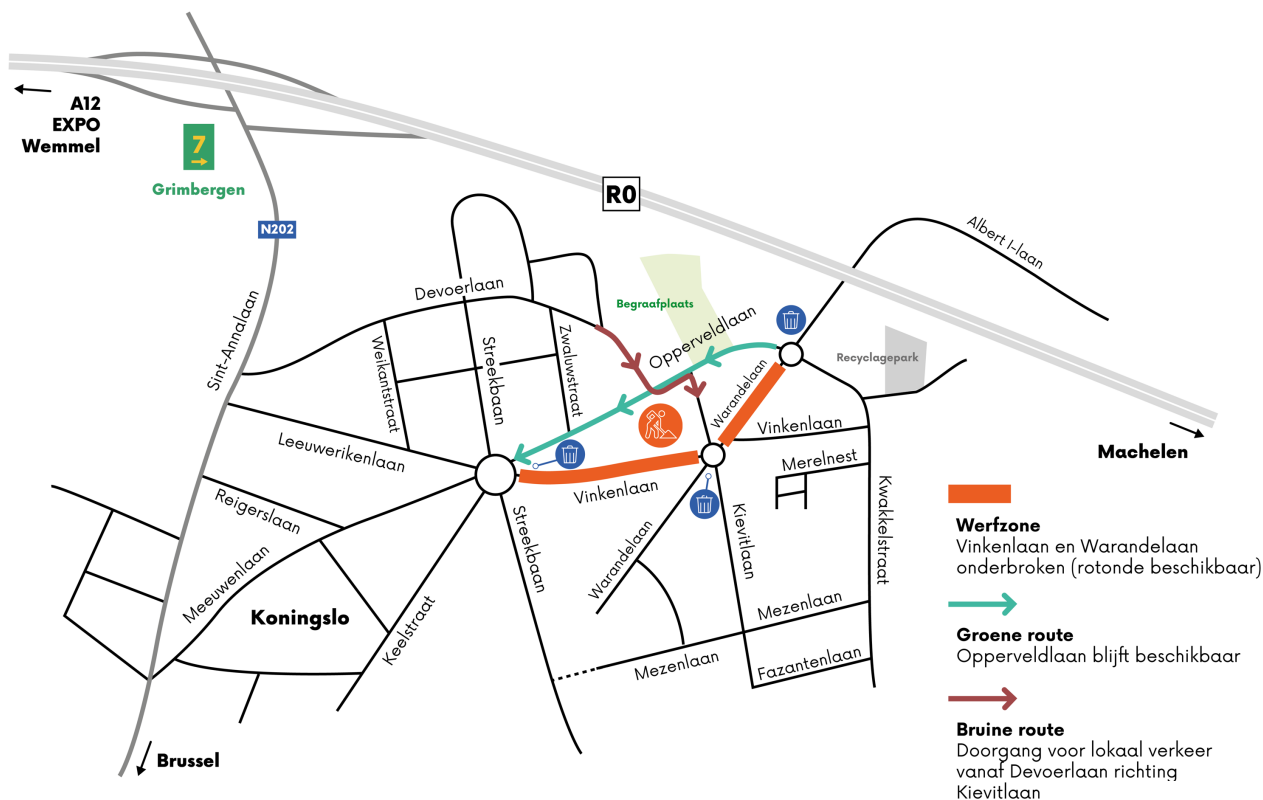 A12
EXPO
Wemmel
7
Grimbergen
N202
R0
Albert I-laan
Sint-Annalaan
Devoerlaan
Begraafplaats
Opperveldlaan
Weikantstraat
Streekbaan
Zwaluwstraat
Recyclagepark
Warandelaan
Vinkenlaan
Machelen
Leeuwerikenlaan
Merelnest
Vinkenlaan
Reigerslaan
Streekbaan
Warandelaan
Kievitlaan
Kwakkelstraat
Meeuwenlaan
Koningslo
Keelstraat
Mezenlaan
Mezenlaan
Fazantenlaan
Brussel
Werfzone
Vinkenlaan en Warandelaan
onderbroken (rotonde beschikbaar)
Groene route
Opperveldlaan blijft beschikbaar
Bruine route
Doorgang voor lokaal verkeer
vanaf Devoerlaan richting
Kievitlaan